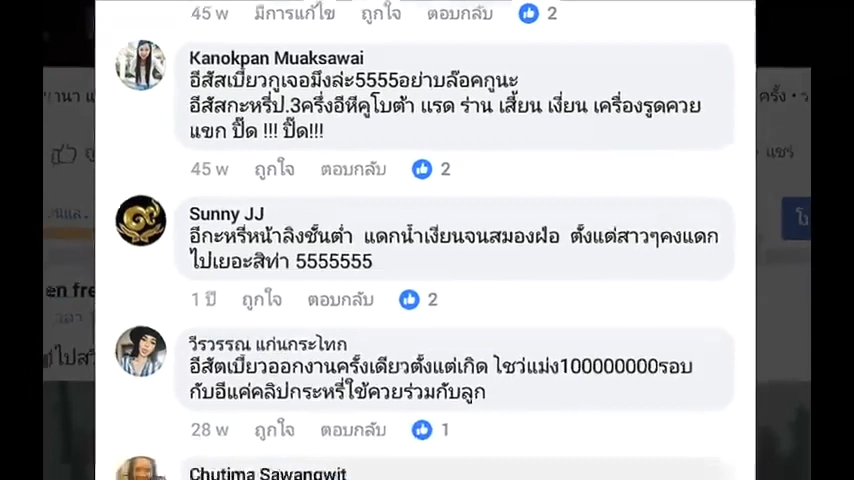 45 w มีการแก้ไข ถูกใจ ตอบกลับ 2
Kanokpan Muaksawai
อีสัสเบี้ยวกูเจอมึงล่ะ5555อย่าบล๊อคกูนะ
อีสัสกะหรี่ป.3ครึ่งอีหีคูโบต้า แรด ร่าน เสี้ยน เงี่ยน เครื่องรูดควย
แขก ปี๊ด !!! ปี๊ด!!!
45 w ถูกใจ ตอบกลับ 2
Sunny JJ
อีกะหรี่หน้าลิงชั้นต่ำ แดกน้ำเงี่ยนจนสมองฝ่อ ตั้งแต่สาวๆคงแดก
ไปเยอะสิท่า 5555555
1 ปี ถูกใจ ตอบกลับ 2
วีรวรรณ แก่นกระโทก
อีสัตเบี้ยวออกงานครั้งเดียวตั้งแต่เกิด โชว์แม่ง100000000รอบ
กับอีแค่คลิปกระหรี่ใช้ควยร่วมกับลูก
28 w ถูกใจ ตอบกลับ 1
Chutima Sawangwit
ครั้ง
แชร์
en fre